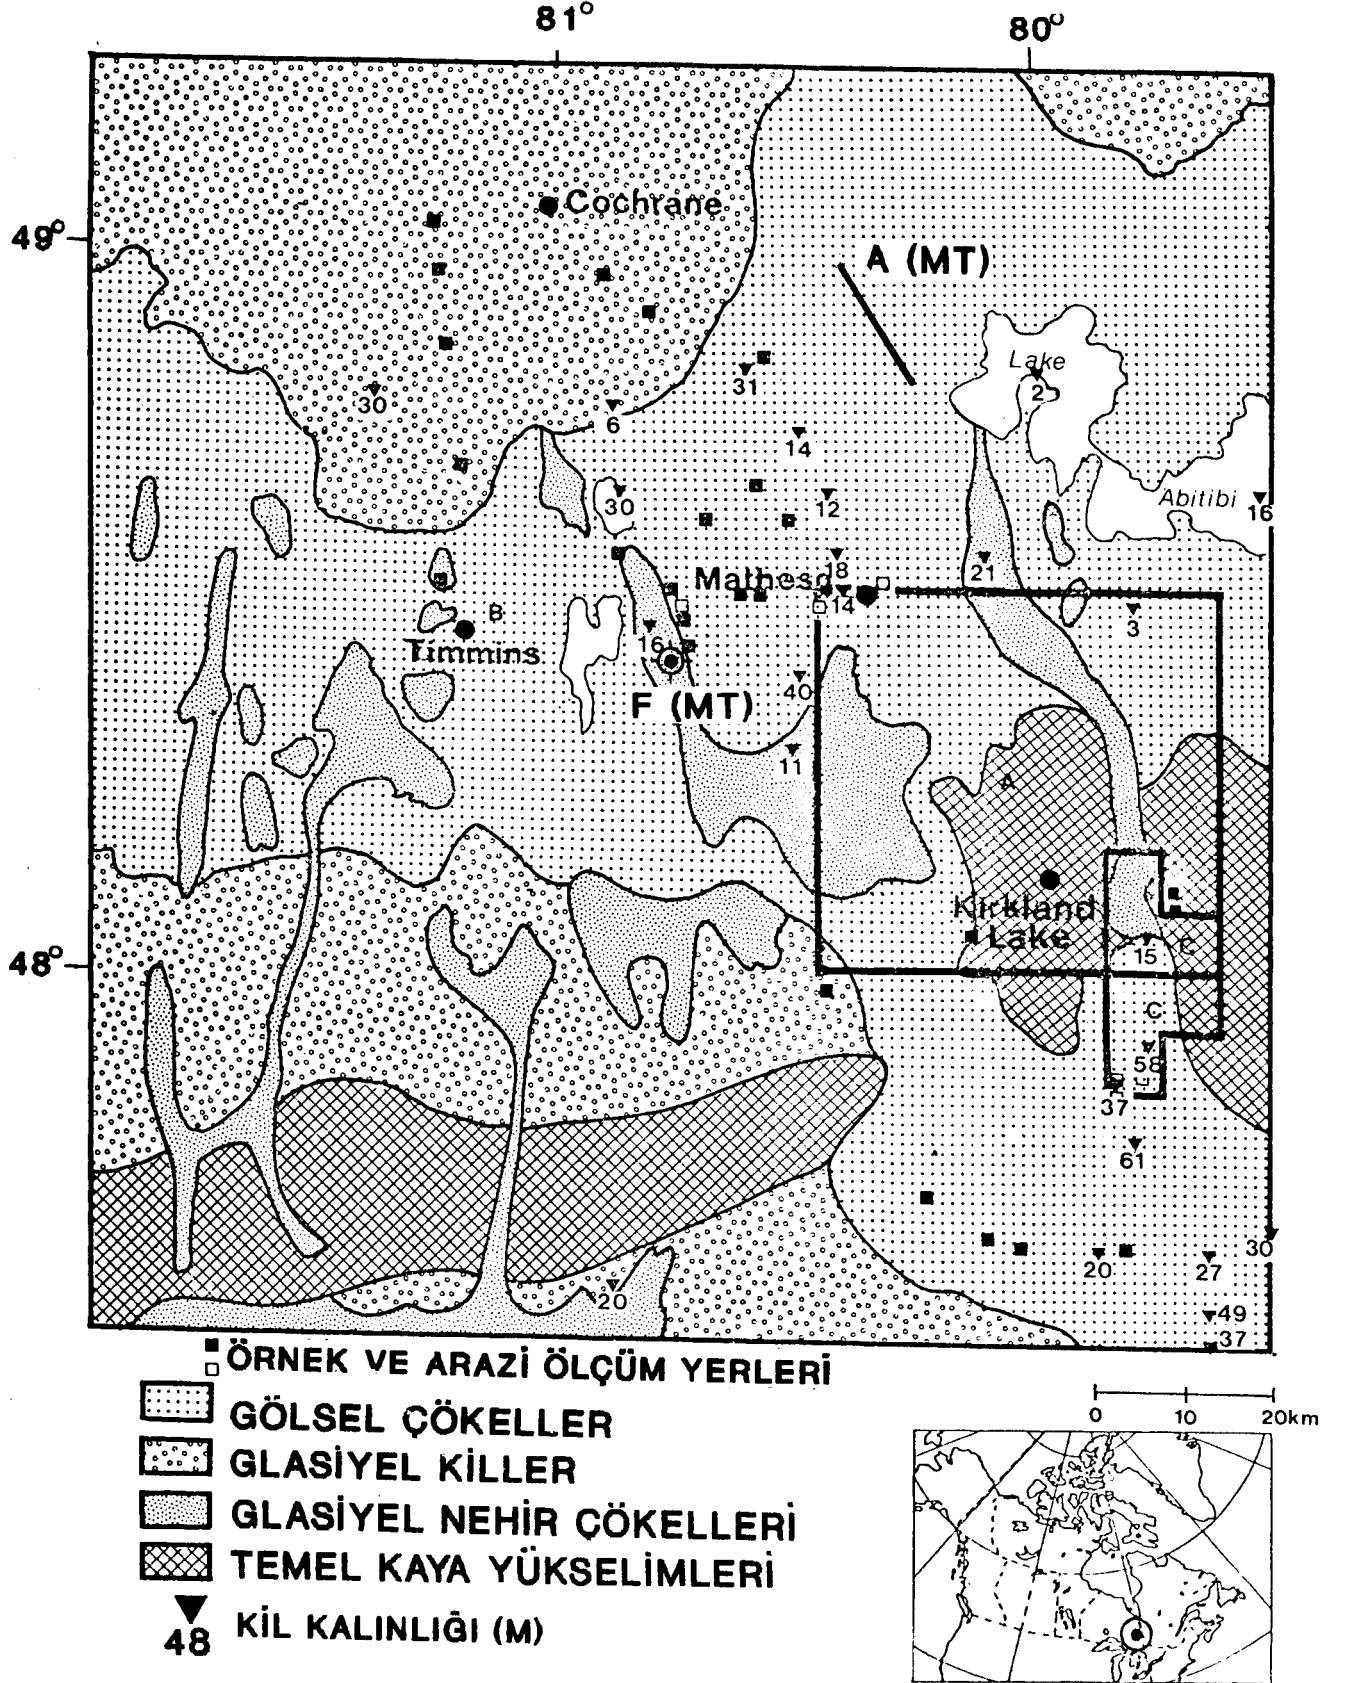 81°
80°
49°
Cochrane
A (MT)
Lake
2
31
30
6
14
30
12
Abitibi
16
18
Matheson
21
14
3
B
16
Timmins
40
F (MT)
11
A
Kirkland
Lake
15
C
48°
C
58
37
61
30
20
27
20
49
37
ÖRNEK VE ARAZİ ÖLÇÜM YERLERİ
GÖLSEL ÇÖKELLER
GLASİYEL KİLLER
GLASİYEL NEHİR ÇÖKELLERİ
TEMEL KAYA YÜKSELİMLERİ
48
KİL KALINLIĞI (M)
0 10 20km